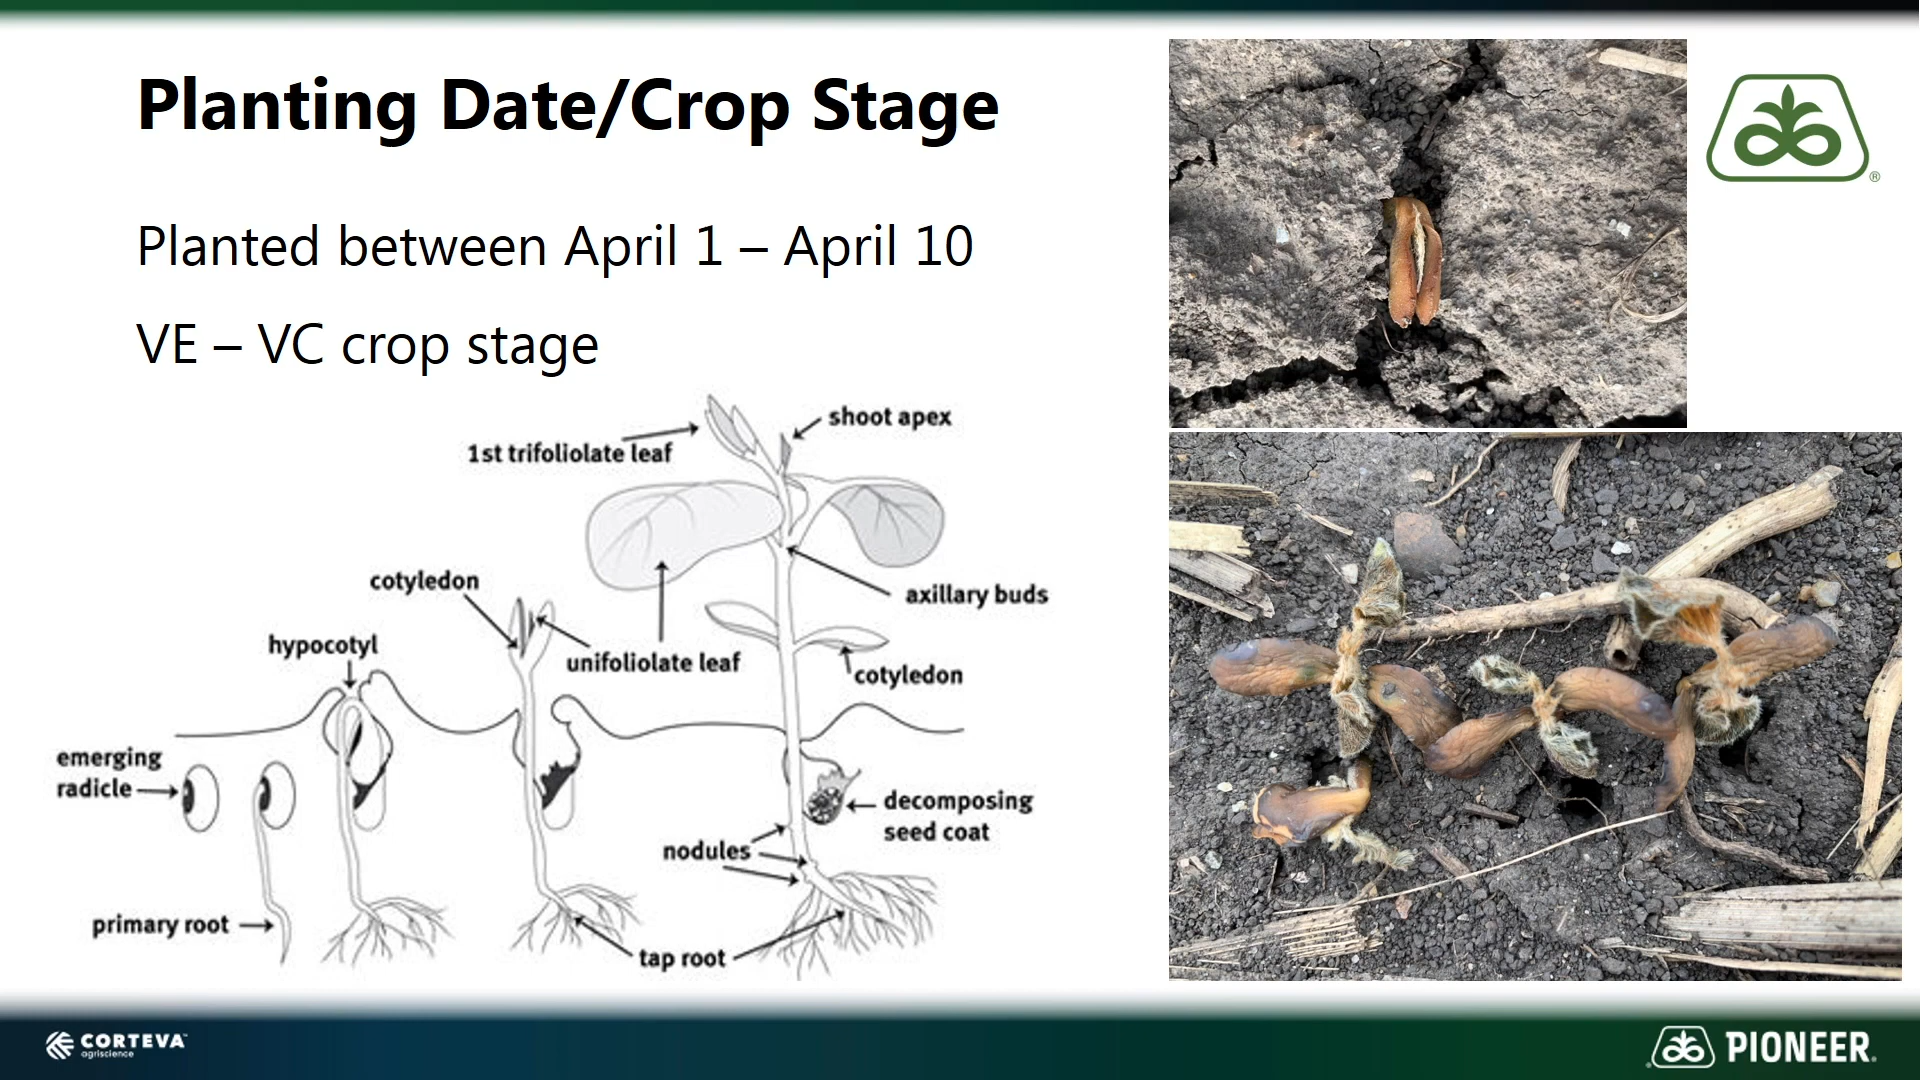 Planting Date/Crop Stage
Planted between April 1 – April 10
VE – VC crop stage
shoot apex
1st trifoliolate leaf
cotyledon
axillary buds
hypocotyl
unifoliolate leaf
cotyledon
emerging
radicle
decomposing
seed coat
nodules
primary root
tap root
®
CORTEVA™
agriscience
PIONEER®